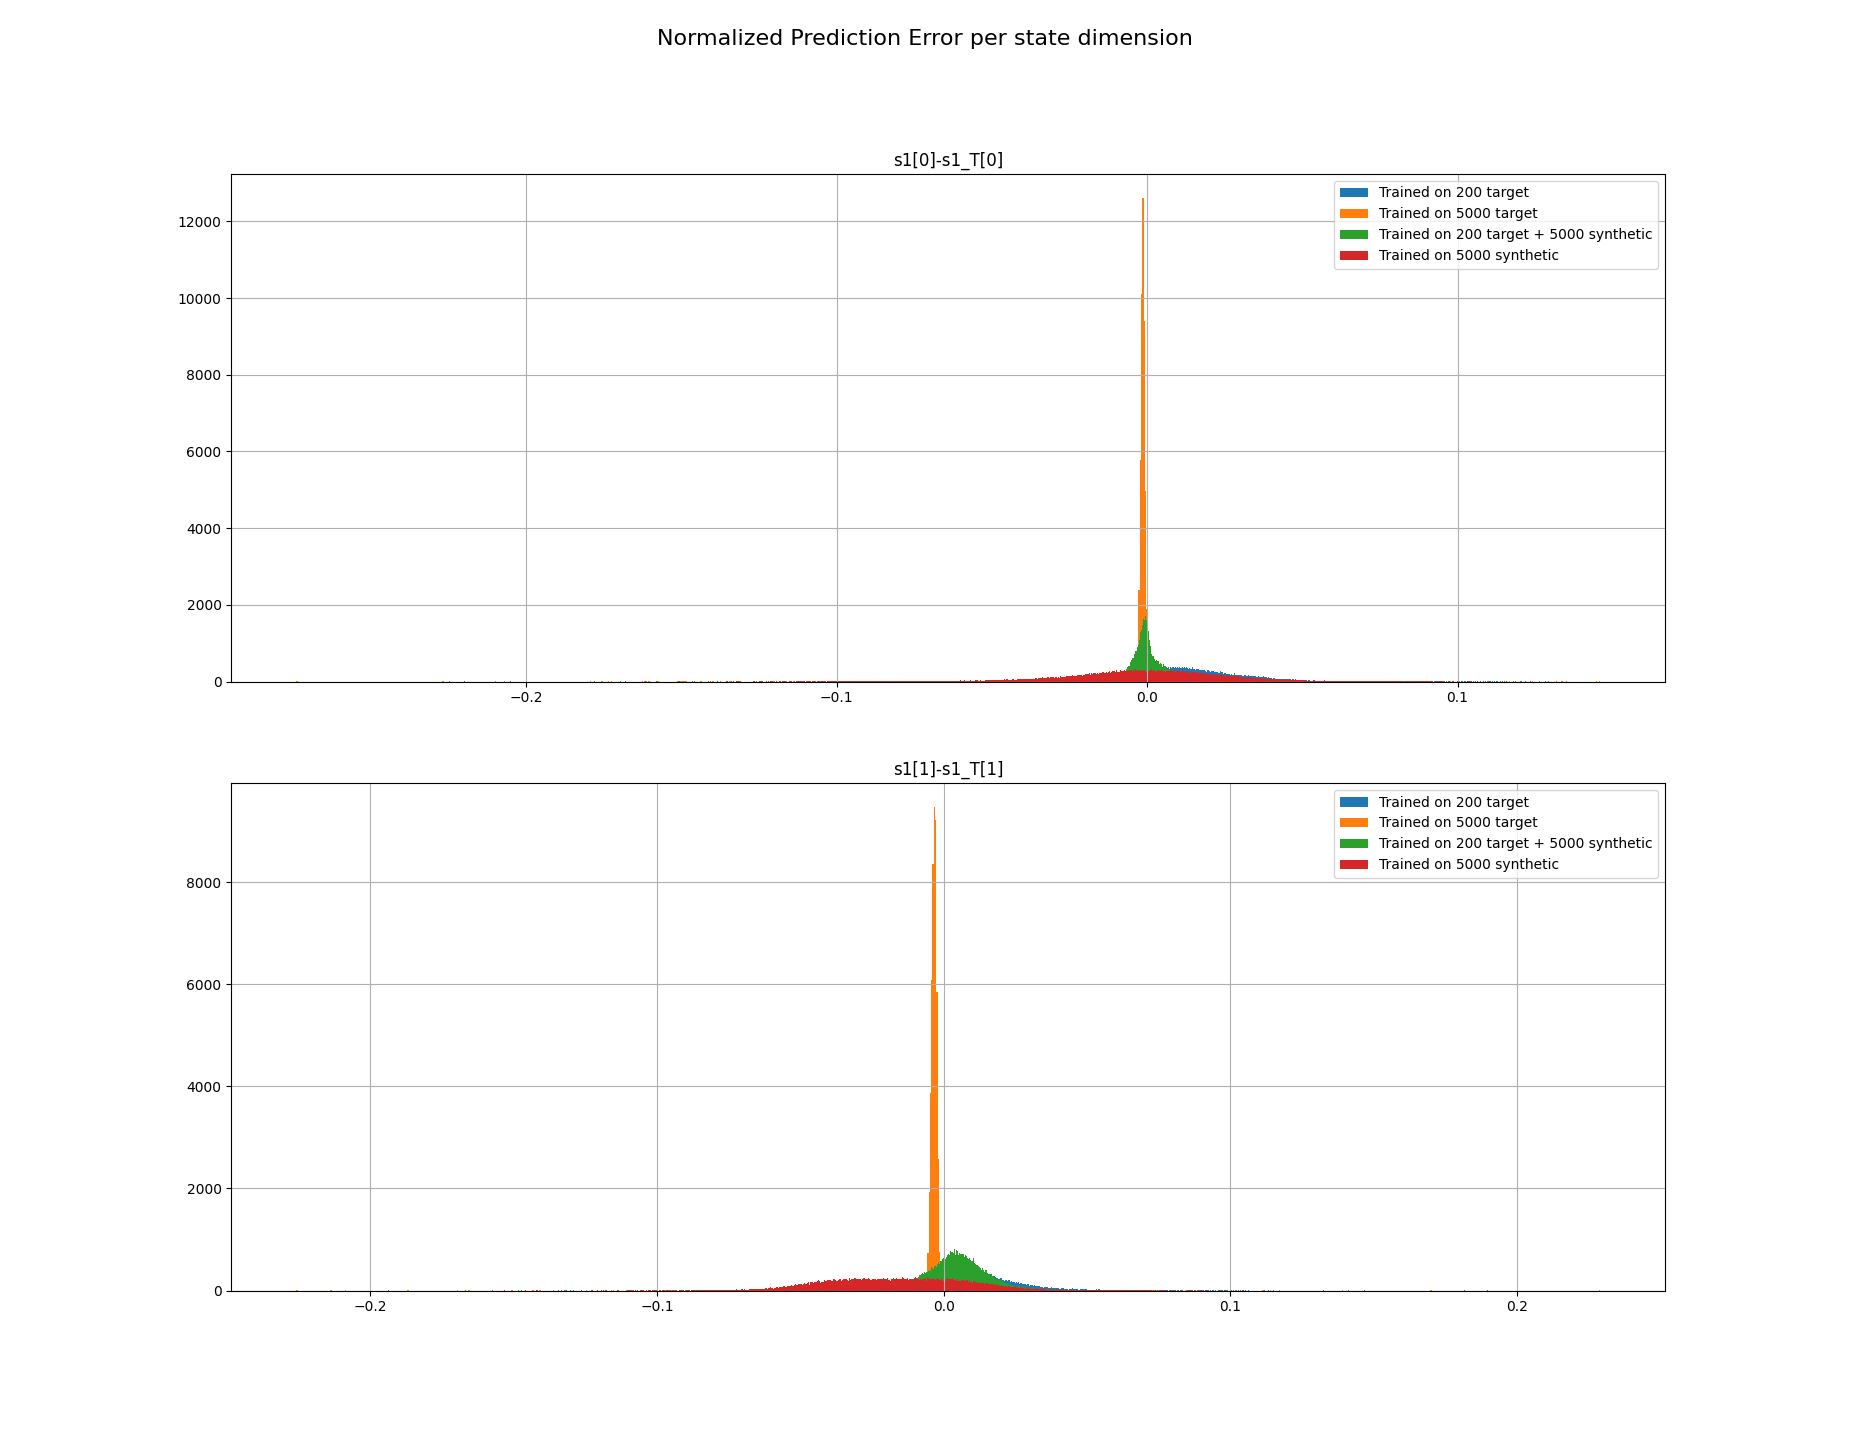 Normalized Prediction Error per state dimension
s1[0]-s1_T[0]
Trained on 200 target
Trained on 5000 target
Trained on 200 target + 5000 synthetic
Trained on 5000 synthetic
12000
10000
8000
6000
4000
2000
0
−0.2 −0.1 0.0 0.1
s1[1]-s1_T[1]
Trained on 200 target
Trained on 5000 target
Trained on 200 target + 5000 synthetic
Trained on 5000 synthetic
8000
6000
4000
2000
0
−0.2 −0.1 0.0 0.1 0.2